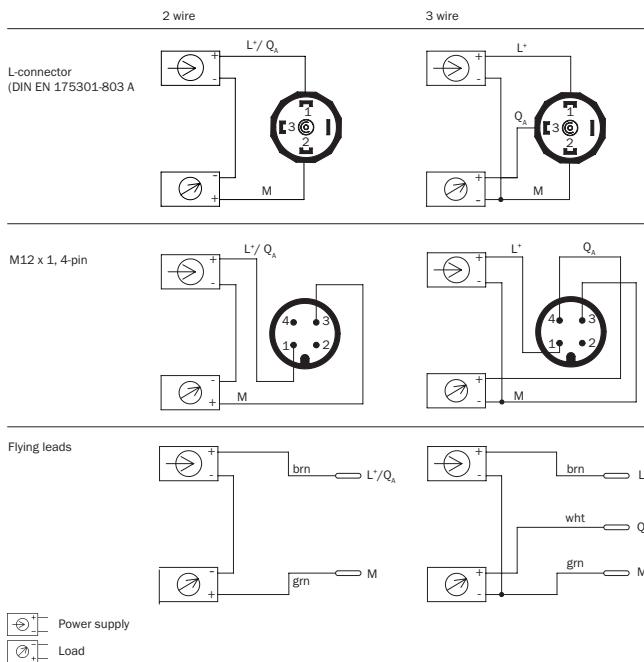 2 wire 3 wire
L-connector
(DIN EN 175301-803 A
L⁺/ Q_A
+
-
1
3
2
-
+
M
L⁺
+
-
Q_A
1
3
2
+
-
M
M12 x 1, 4-pin
L⁺/ Q_A
+
-
4 3
1 2
-
+
M
L⁺
Q_A
+
-
4 3
1 2
+
-
M
Flying leads
+
-
brn L⁺/Q_A
-
+
grn M
+
-
brn L
wht Q
+
-
grn M
+
-
Power supply
-
+
Load